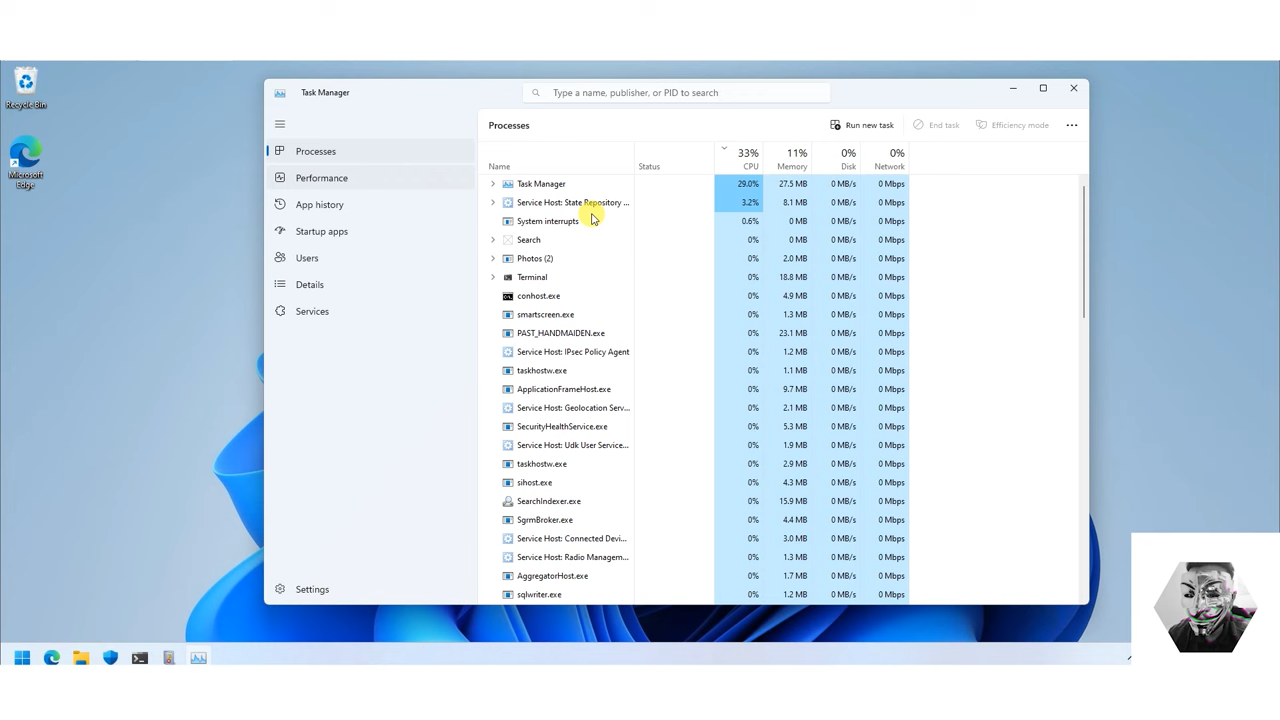 Recycle Bin
Microsoft
Edge
Task Manager
Type a name, publisher, or PID to search
Processes
Performance
App history
Startup apps
Users
Details
Services
Settings
Processes
Run new task
End task
Efficiency mode
33% 11% 0% 0%
Name Status CPU Memory Disk Network
Task Manager 29.0% 27.5 MB 0 MB/s 0 Mbps
Service Host: State Repository ... 3.2% 8.1 MB 0 MB/s 0 Mbps
System interrupts 0.6% 0 MB 0 MB/s 0 Mbps
Search 0% 0 MB 0 MB/s 0 Mbps
Photos (2) 0% 2.0 MB 0 MB/s 0 Mbps
Terminal 0% 18.8 MB 0 MB/s 0 Mbps
conhost.exe 0% 4.9 MB 0 MB/s 0 Mbps
smartscreen.exe 0% 1.3 MB 0 MB/s 0 Mbps
PAST_HANDMAIDEN.exe 0% 23.1 MB 0 MB/s 0 Mbps
Service Host: IPsec Policy Agent 0% 1.2 MB 0 MB/s 0 Mbps
taskhostw.exe 0% 1.1 MB 0 MB/s 0 Mbps
ApplicationFrameHost.exe 0% 9.7 MB 0 MB/s 0 Mbps
Service Host: Geolocation Serv... 0% 2.1 MB 0 MB/s 0 Mbps
SecurityHealthService.exe 0% 5.3 MB 0 MB/s 0 Mbps
Service Host: Udk User Service... 0% 1.9 MB 0 MB/s 0 Mbps
taskhostw.exe 0% 2.9 MB 0 MB/s 0 Mbps
sihost.exe 0% 4.3 MB 0 MB/s 0 Mbps
SearchIndexer.exe 0% 15.9 MB 0 MB/s 0 Mbps
SgrmBroker.exe 0% 4.4 MB 0 MB/s 0 Mbps
Service Host: Connected Devi... 0% 3.0 MB 0 MB/s 0 Mbps
Service Host: Radio Managem... 0% 1.3 MB 0 MB/s 0 Mbps
AggregatorHost.exe 0% 1.7 MB 0 MB/s 0 Mbps
sqlwriter.exe 0% 1.2 MB 0 MB/s 0 Mbps